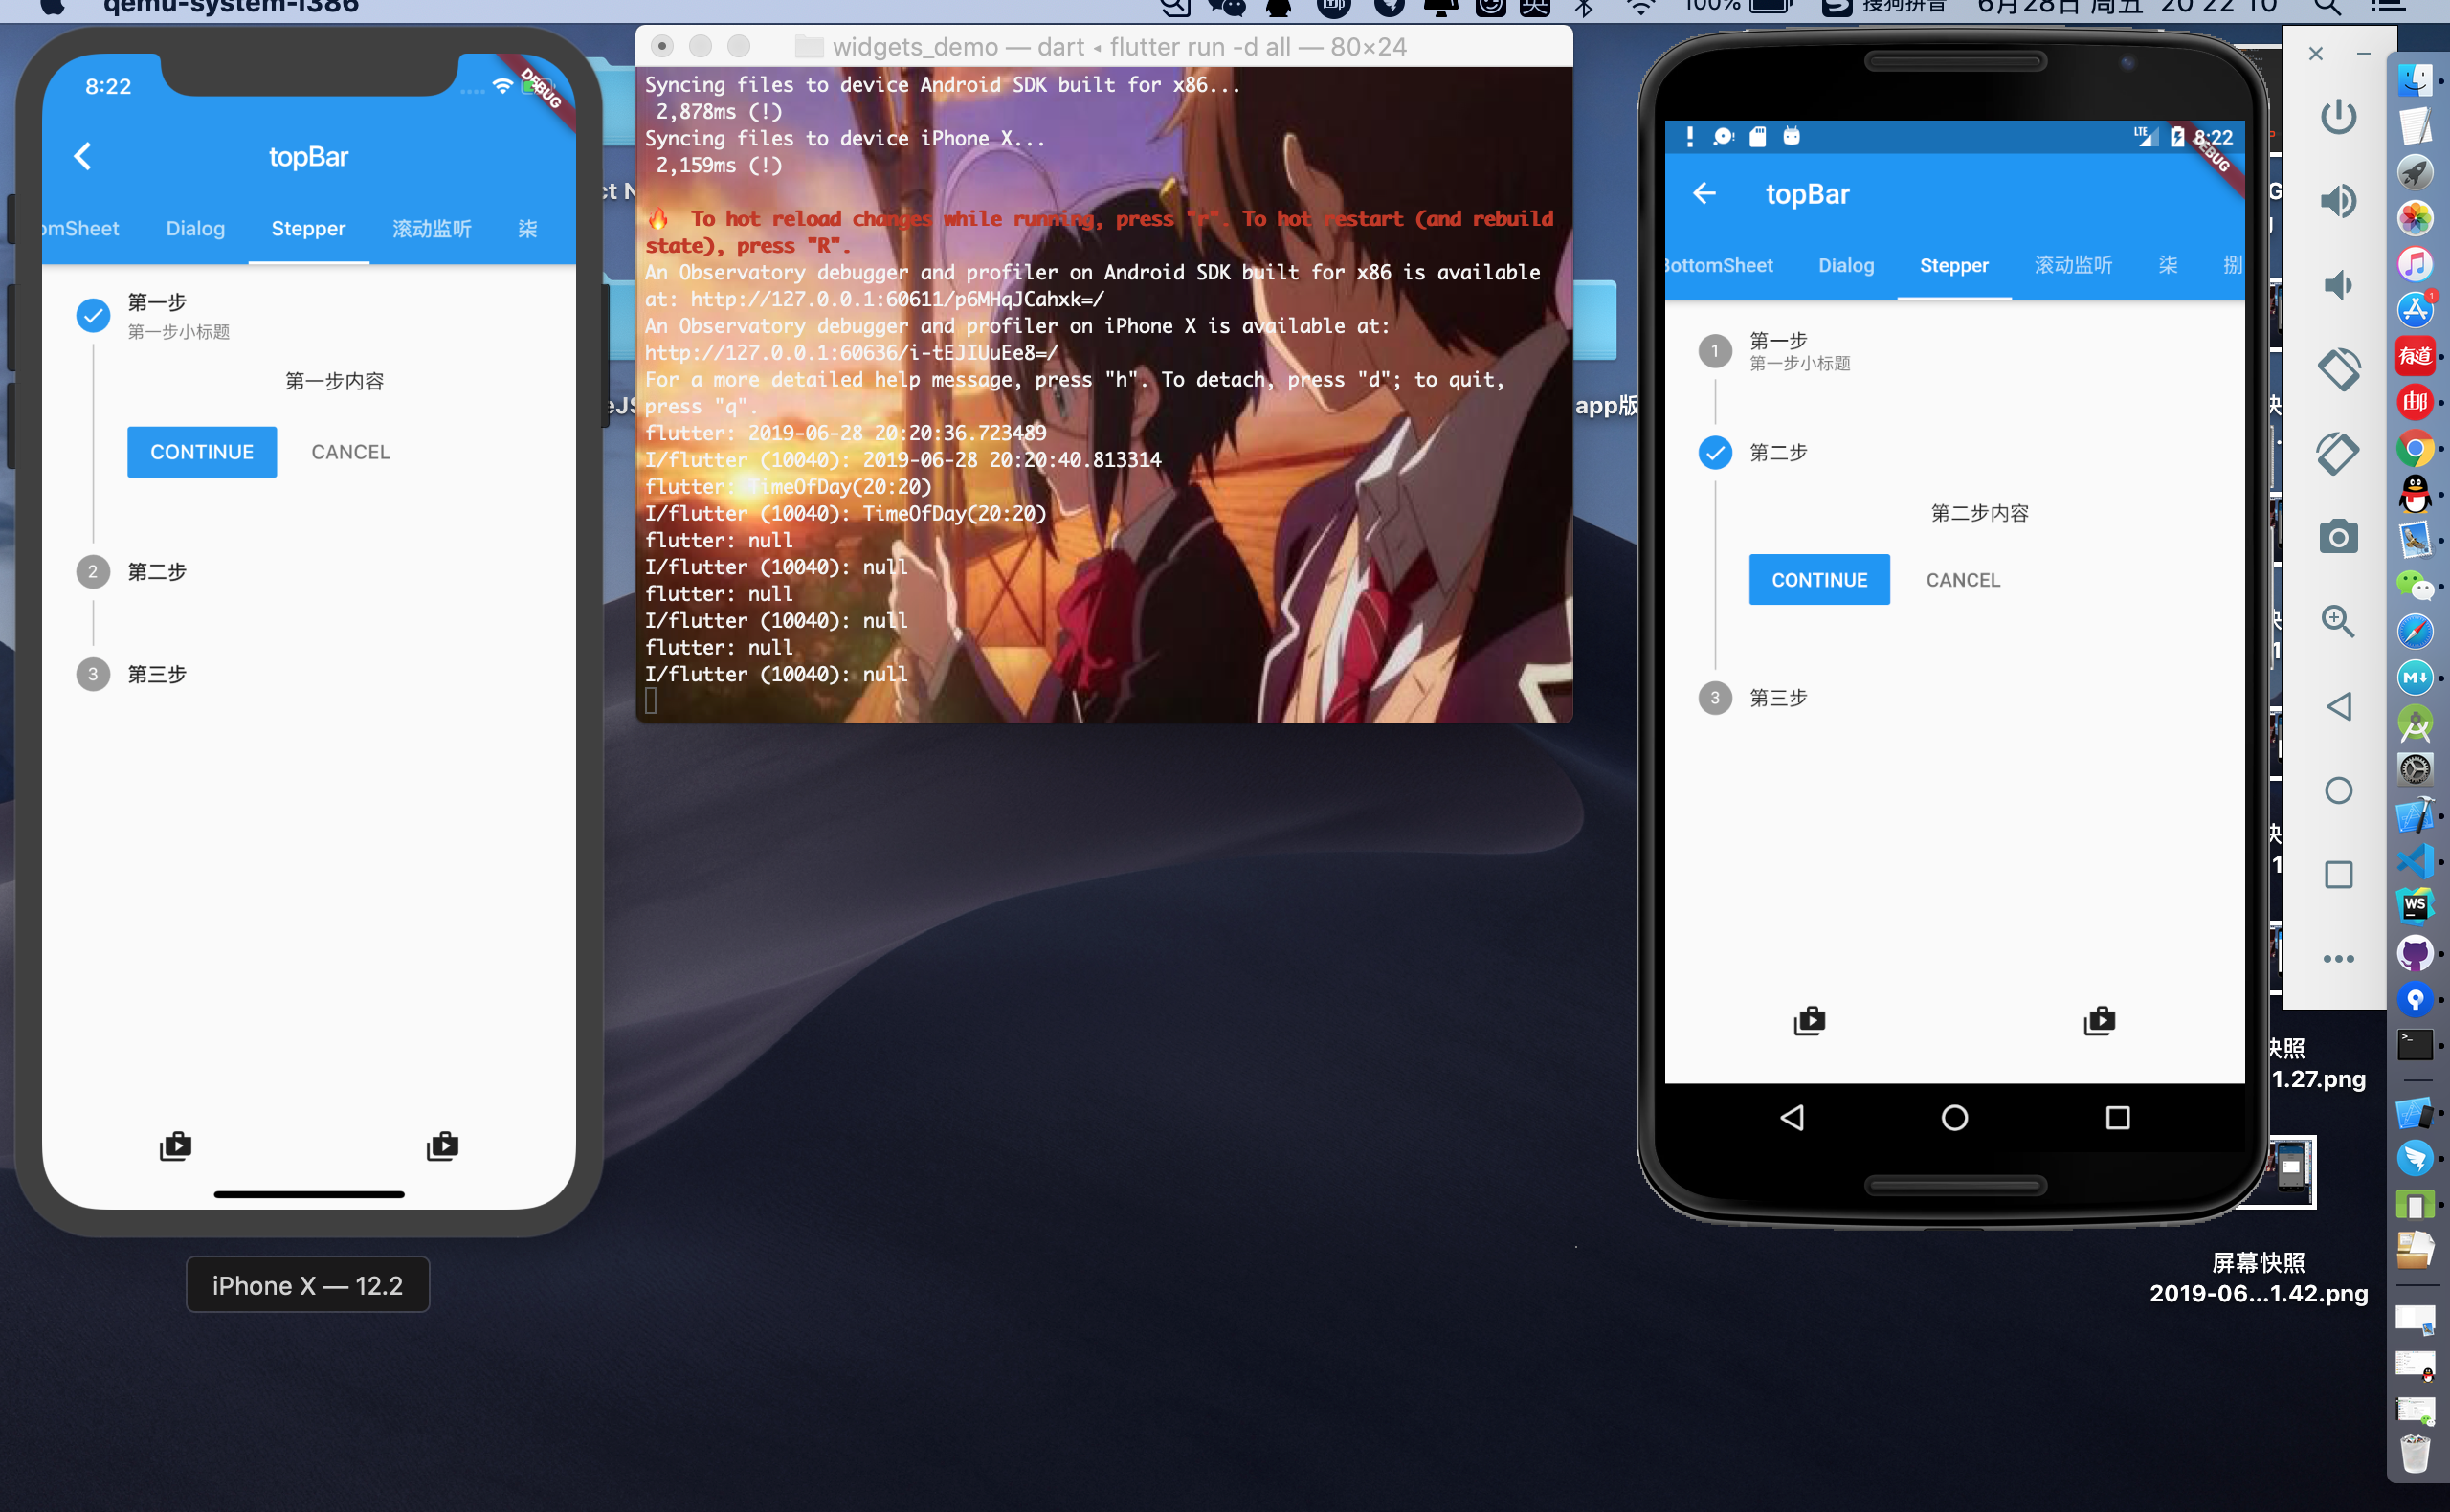 qemu-system-i386
100%
搜狗拼音
6月28日 周五 20 22 10
8:22
DEBUG
topBar
omSheet
Dialog
Stepper
滚动监听
柒
第一步
第一步小标题
第一步内容
CONTINUE
CANCEL
2
第二步
3
第三步
iPhone X — 12.2
widgets_demo — dart ◂ flutter run -d all — 80×24
Syncing files to device Android SDK built for x86...
2,878ms (!)
Syncing files to device iPhone X...
2,159ms (!)
🔥 To hot reload changes while running, press "r". To hot restart (and rebuild
state), press "R".
An Observatory debugger and profiler on Android SDK built for x86 is available
at: http://127.0.0.1:60611/p6MHqJCahxk=/
An Observatory debugger and profiler on iPhone X is available at:
http://127.0.0.1:60636/i-tEJIUuEe8=/
For a more detailed help message, press "h". To detach, press "d"; to quit,
press "q".
flutter: 2019-06-28 20:20:36.723489
I/flutter (10040): 2019-06-28 20:20:40.813314
flutter: TimeOfDay(20:20)
I/flutter (10040): TimeOfDay(20:20)
flutter: null
I/flutter (10040): null
flutter: null
I/flutter (10040): null
flutter: null
I/flutter (10040): null
ct N
eJS
app版
LTE
8:22
DEBUG
topBar
BottomSheet
Dialog
Stepper
滚动监听
柒
捌
1
第一步
第一步小标题
第二步
第二步内容
CONTINUE
CANCEL
3
第三步
快照
1.27.png
屏幕快照
2019-06...1.42.png
有道
邮
M↓
WS